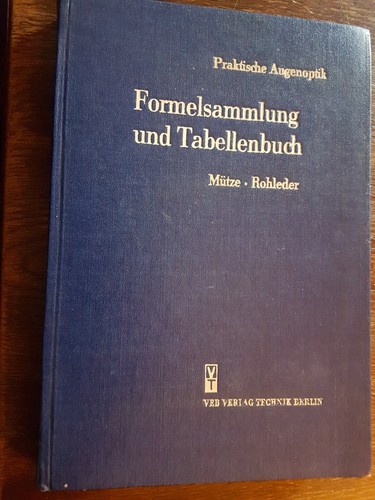 Praktische Augenoptik
Formelsammlung
und Tabellenbuch
Mütze · Rohleder
VT
VEB VERLAG TECHNIK BERLIN